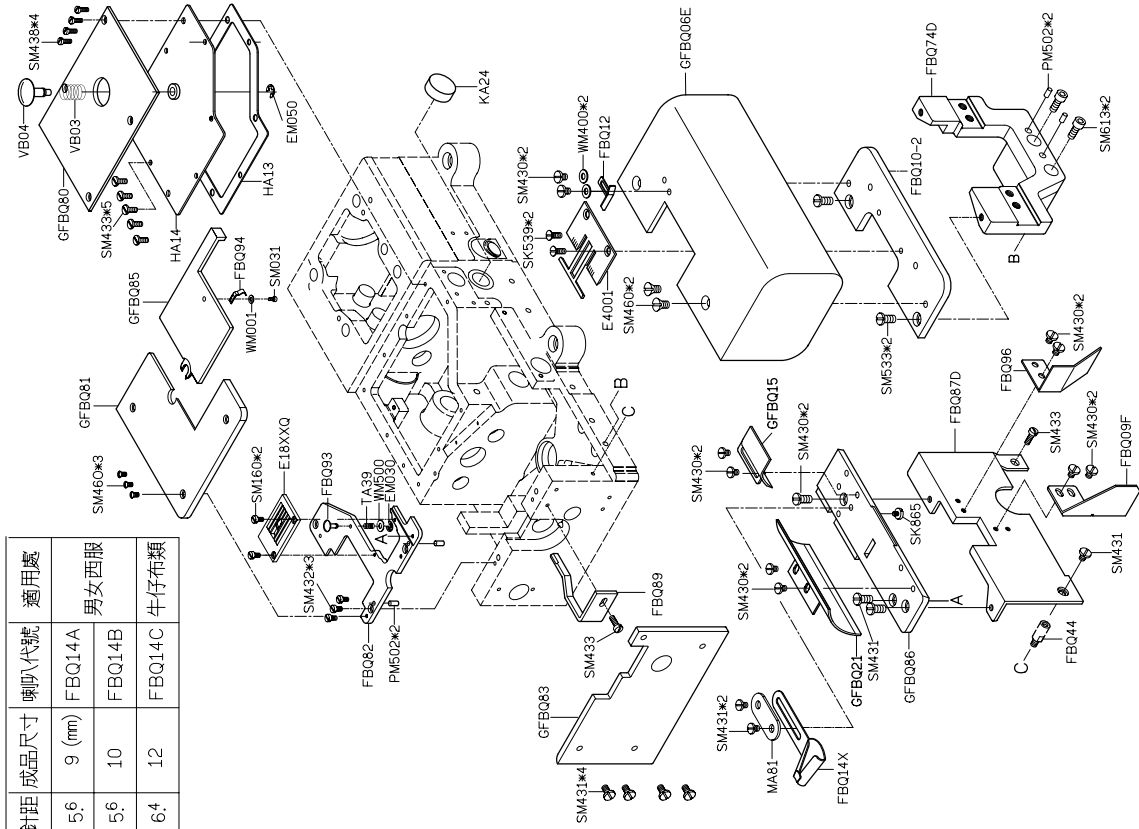 針距 成品尺寸 喇叭代號 適用處
5.6 9 (mm) FBQ14A 男女西服
5.6 10 FBQ14B
6.4 12 FBQ14C 牛仔布類
SM438*4
VB04
VB03
GFBQ80
SM433*5
HA14
HA13
EM050
KA24
GFBQ85
FBQ94
WM001
SM031
GFBQ81
SM460*3
SM160*2
E18XXQ
FBQ93
TA39
WM500
EM030
A
SM432*3
FBQ82
PM502*2
SM433
FBQ89
GFBQ83
SM431*4
B
C
GFBQ06E
WM400*2
FBQ12
SM430*2
SK539*2
E4001
SM460*2
FBQ74D
PM502*2
SM613*2
FBQ10-2
B
SM533*2
SM430*2
FBQ96
FBQ87D
SM433
SM430*2
FBQ09F
SM431
GFBQ15
SM430*2
SM430*2
SK865
SM430*2
GFBQ21
SM431
GFBQ86
A
FBQ44
C
SM431*2
MA81
FBQ14X